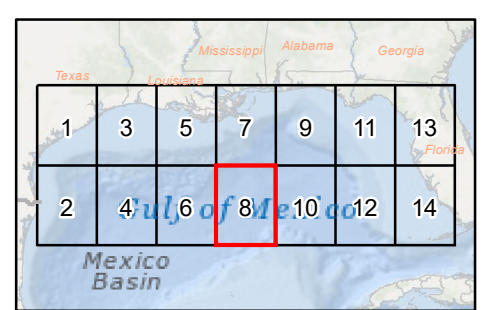 Mississippi Alabama Georgia
Texas Louisiana
1 3 5 7 9 11 13
Florida
2 4 6 8 10 12 14
Gulf of Mexico
Mexico
Basin